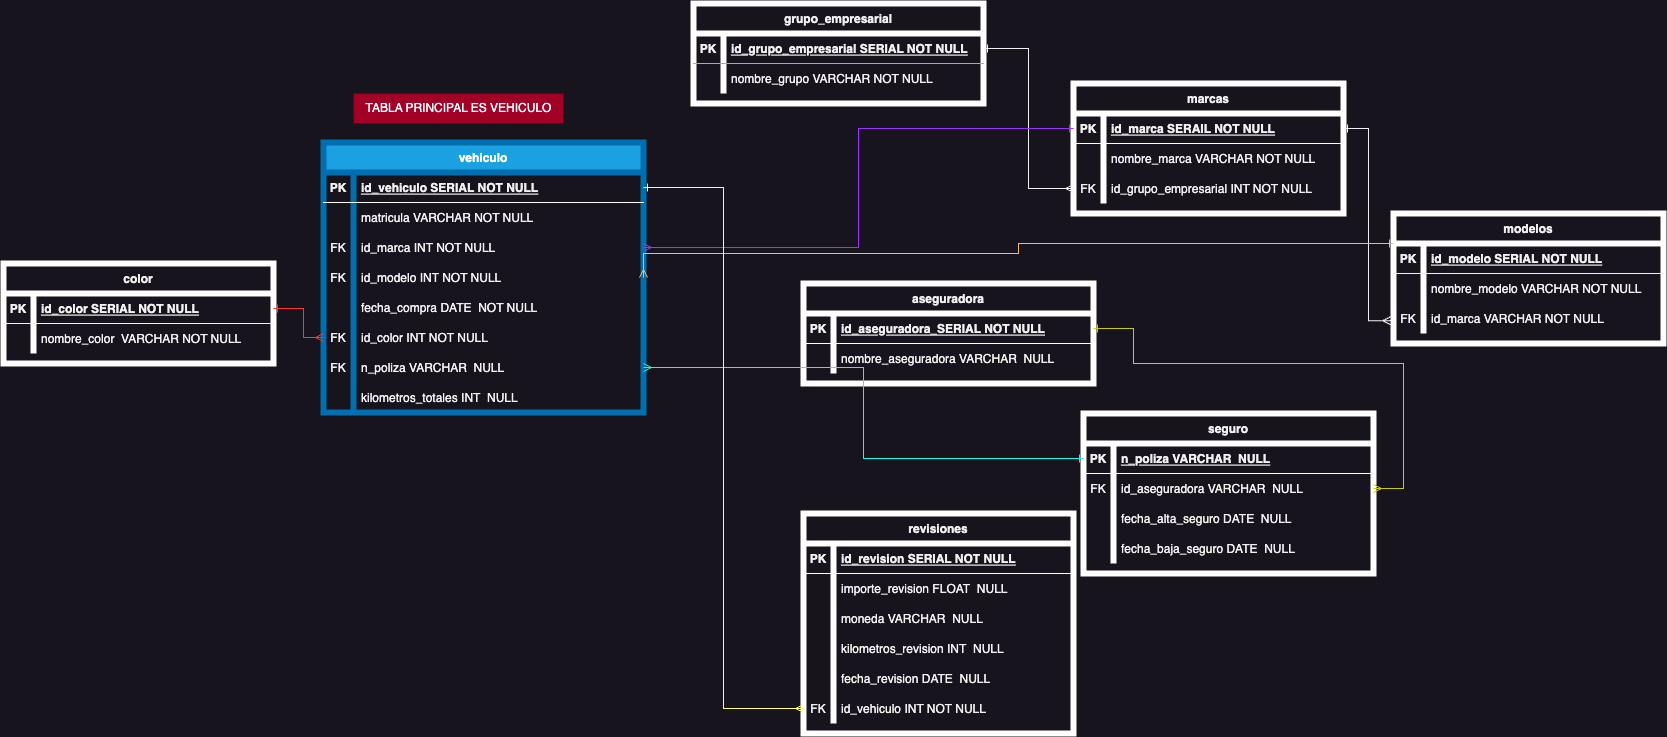 grupo_empresarial
PK id_grupo_empresarial SERIAL NOT NULL
nombre_grupo VARCHAR NOT NULL
TABLA PRINCIPAL ES VEHICULO
marcas
PK id_marca SERAIL NOT NULL
nombre_marca VARCHAR NOT NULL
FK id_grupo_empresarial INT NOT NULL
vehiculo
PK id_vehiculo SERIAL NOT NULL
matricula VARCHAR NOT NULL
FK id_marca INT NOT NULL
FK id_modelo INT NOT NULL
fecha_compra DATE  NOT NULL
FK id_color INT NOT NULL
FK n_poliza VARCHAR  NULL
kilometros_totales INT  NULL
modelos
PK id_modelo SERIAL NOT NULL
nombre_modelo VARCHAR NOT NULL
FK id_marca VARCHAR NOT NULL
color
PK id_color SERIAL NOT NULL
nombre_color  VARCHAR NOT NULL
aseguradora
PK id_aseguradora_SERIAL NOT NULL
nombre_aseguradora VARCHAR  NULL
seguro
PK n_poliza VARCHAR  NULL
FK id_aseguradora VARCHAR  NULL
fecha_alta_seguro DATE  NULL
fecha_baja_seguro DATE  NULL
revisiones
PK id_revision SERIAL NOT NULL
importe_revision FLOAT  NULL
moneda VARCHAR  NULL
kilometros_revision INT  NULL
fecha_revision DATE  NULL
FK id_vehiculo INT NOT NULL